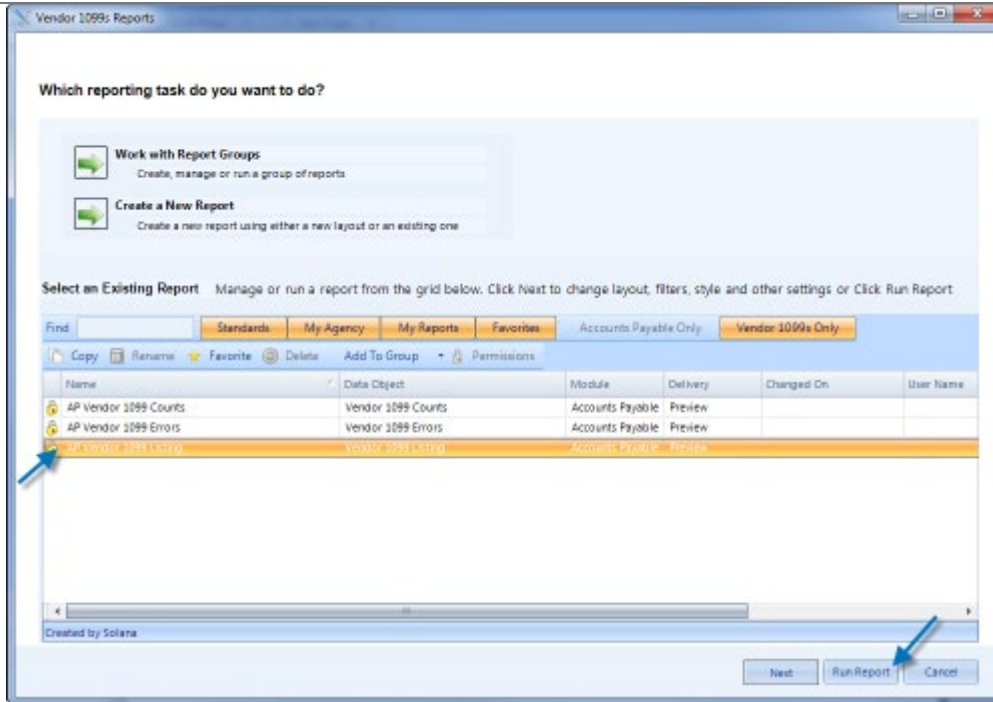 Vendor 1099s Reports
Which reporting task do you want to do?
Work with Report Groups
Create, manage or run a group of reports
Create a New Report
Create a new report using either a new layout or an existing one
Select an Existing Report Manage or run a report from the grid below. Click Next to change layout, filters, style and other settings or Click Run Report
Find Standards My Agency My Reports Favorites Accounts Payable Only Vendor 1099s Only
Copy Rename Favorite Delete Add To Group Permissions
Name Data Object Module Delivery Changed On User Name
AP Vendor 1099 Counts Vendor 1099 Counts Accounts Payable Preview
AP Vendor 1099 Errors Vendor 1099 Errors Accounts Payable Preview
AP Vendor 1099 Listing Vendor 1099 Listing Accounts Payable Preview
Created by Solana
Next Run Report Cancel